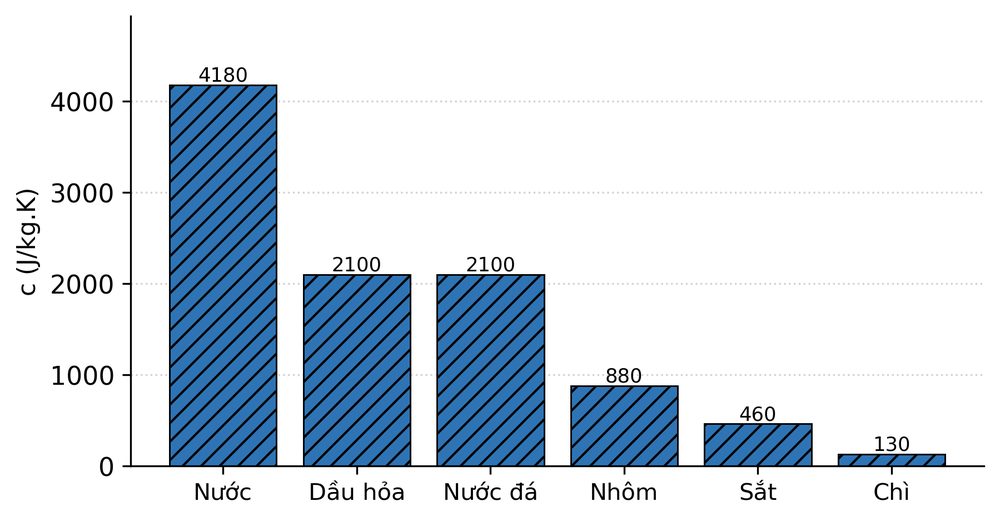 c (J/kg.K)
4000
3000
2000
1000
0
4180
2100
2100
880
460
130
Nước
Dầu hỏa
Nước đá
Nhôm
Sắt
Chì